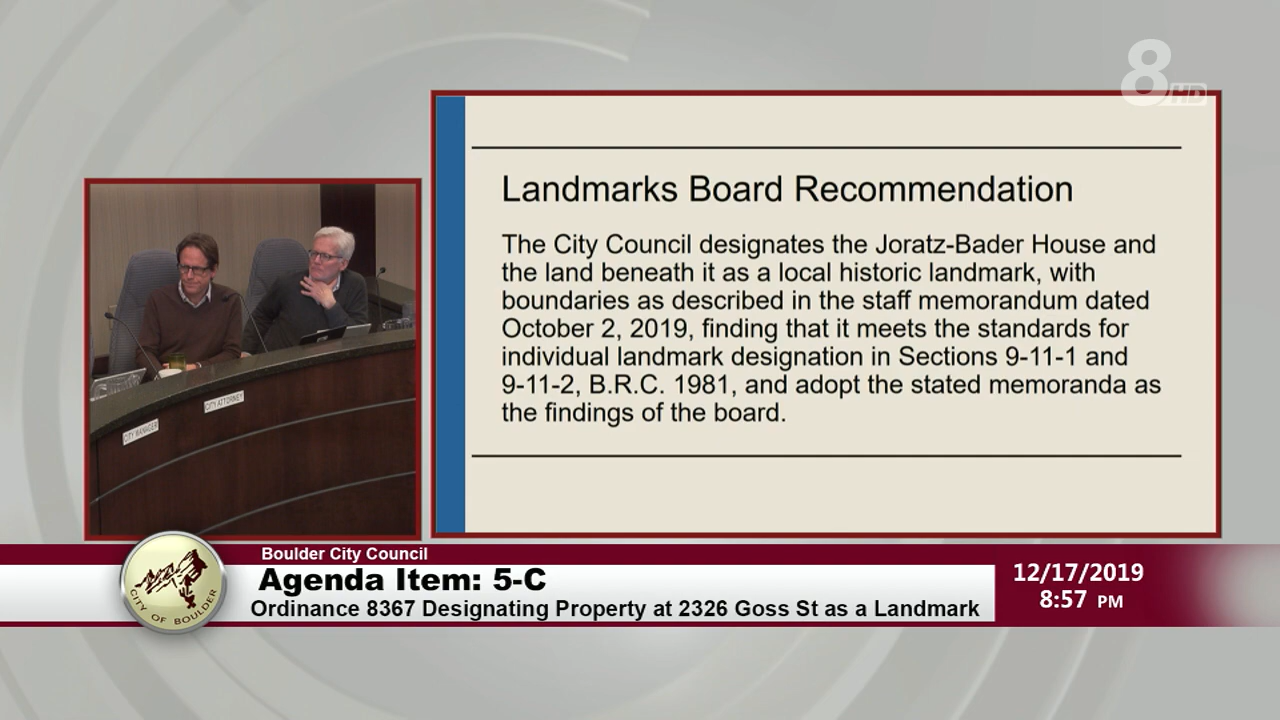 8HD
Landmarks Board Recommendation
The City Council designates the Joratz-Bader House and
the land beneath it as a local historic landmark, with
boundaries as described in the staff memorandum dated
October 2, 2019, finding that it meets the standards for
individual landmark designation in Sections 9-11-1 and
9-11-2, B.R.C. 1981, and adopt the stated memoranda as
the findings of the board.
CITY MANAGER
CITY ATTORNEY
Boulder City Council
Agenda Item: 5-C
Ordinance 8367 Designating Property at 2326 Goss St as a Landmark
12/17/2019
8:57 PM
CITY OF BOULDER